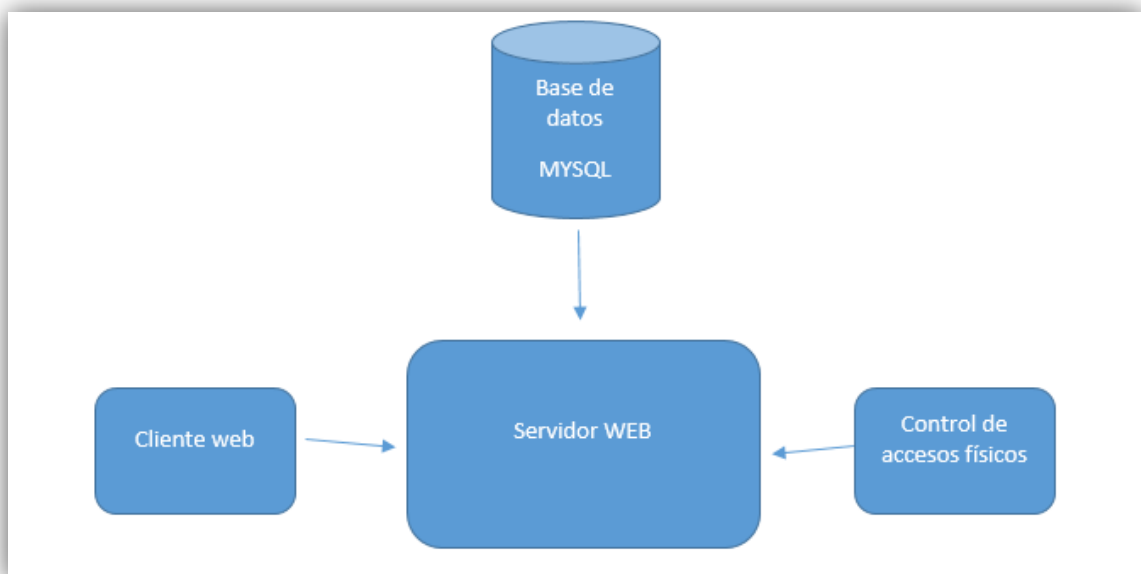 Base de
datos
MYSQL
Cliente web
Servidor WEB
Control de
accesos físicos